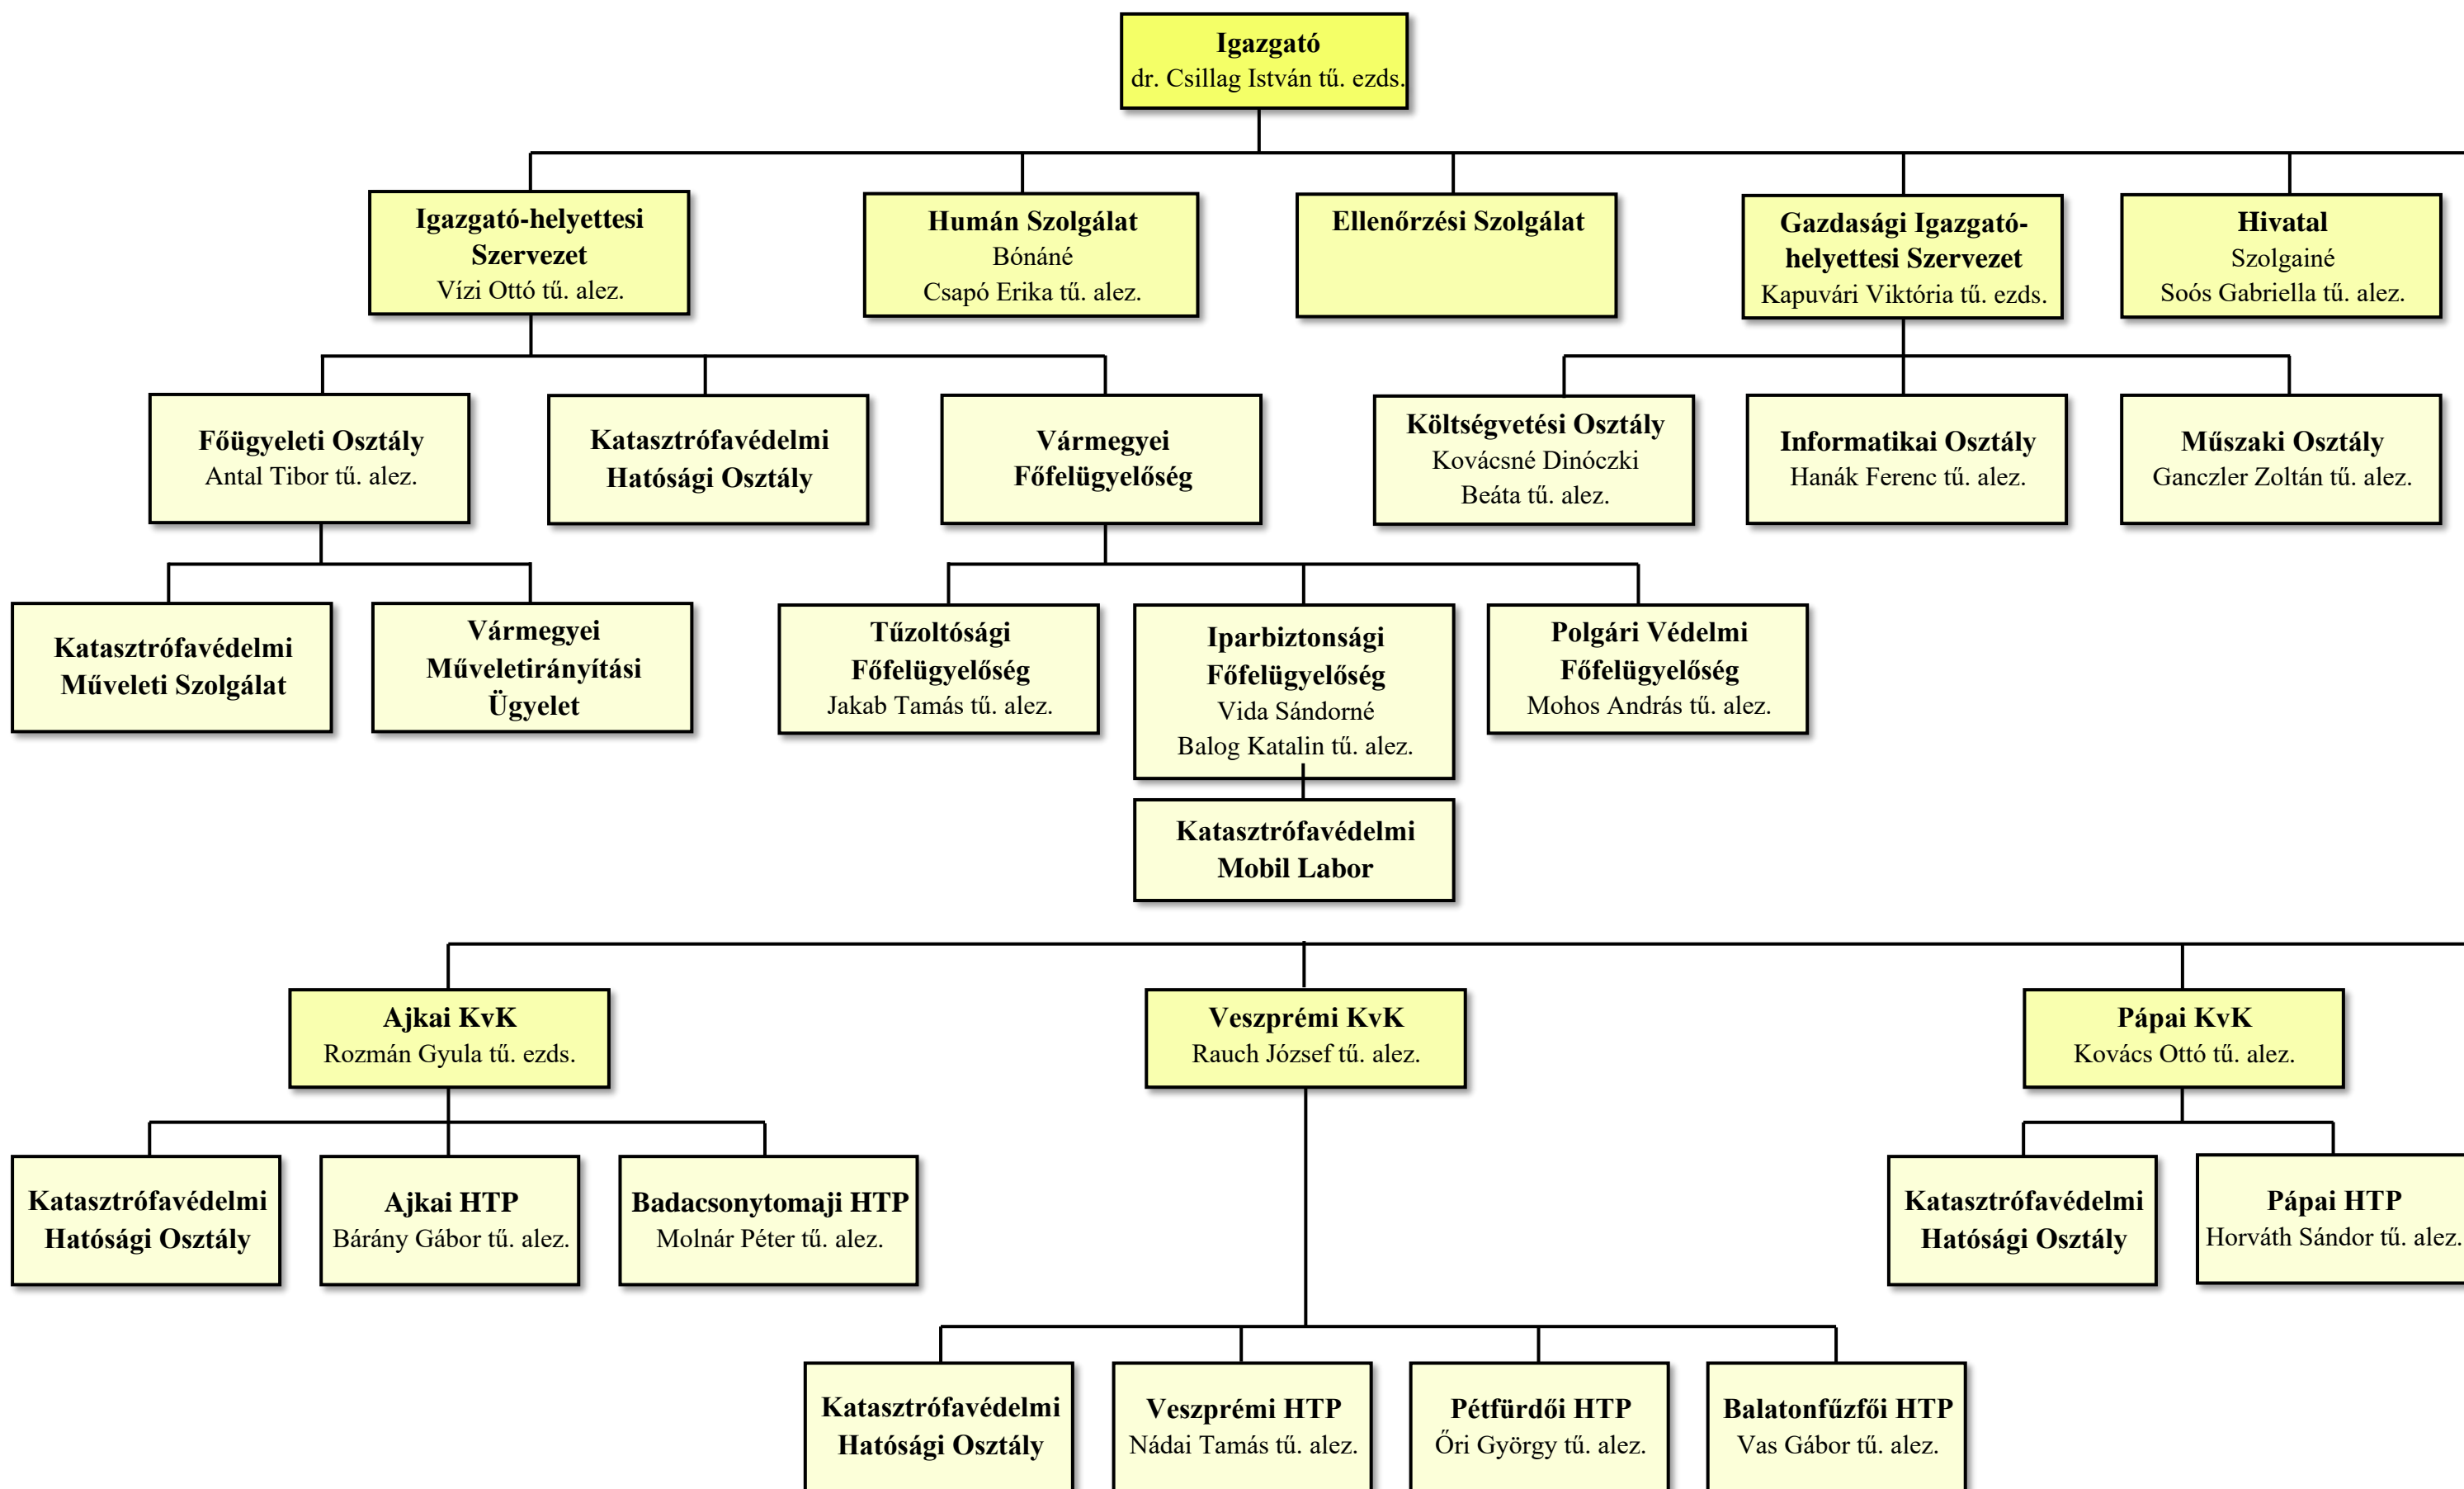 Igazgató
dr. Csillag István tű. ezds.
Igazgató-helyettesi
Szervezet
Vízi Ottó tű. alez.
Humán Szolgálat
Bónáné
Csapó Erika tű. alez.
Ellenőrzési Szolgálat
Gazdasági Igazgató-
helyettesi Szervezet
Kapuvári Viktória tű. ezds.
Hivatal
Szolgainé
Soós Gabriella tű. alez.
Főügyeleti Osztály
Antal Tibor tű. alez.
Katasztrófavédelmi
Hatósági Osztály
Vármegyei
Főfelügyelőség
Költségvetési Osztály
Kovácsné Dinóczki
Beáta tű. alez.
Informatikai Osztály
Hanák Ferenc tű. alez.
Műszaki Osztály
Ganczler Zoltán tű. alez.
Katasztrófavédelmi
Műveleti Szolgálat
Vármegyei
Műveletirányítási
Ügyelet
Tűzoltósági
Főfelügyelőség
Jakab Tamás tű. alez.
Iparbiztonsági
Főfelügyelőség
Vida Sándorné
Balog Katalin tű. alez.
Polgári Védelmi
Főfelügyelőség
Mohos András tű. alez.
Katasztrófavédelmi
Mobil Labor
Ajkai KvK
Rozmán Gyula tű. ezds.
Veszprémi KvK
Rauch József tű. alez.
Pápai KvK
Kovács Ottó tű. alez.
Katasztrófavédelmi
Hatósági Osztály
Ajkai HTP
Bárány Gábor tű. alez.
Badacsonytomaji HTP
Molnár Péter tű. alez.
Katasztrófavédelmi
Hatósági Osztály
Pápai HTP
Horváth Sándor tű. alez.
Katasztrófavédelmi
Hatósági Osztály
Veszprémi HTP
Nádai Tamás tű. alez.
Pétfürdői HTP
Őri György tű. alez.
Balatonfűzfői HTP
Vas Gábor tű. alez.